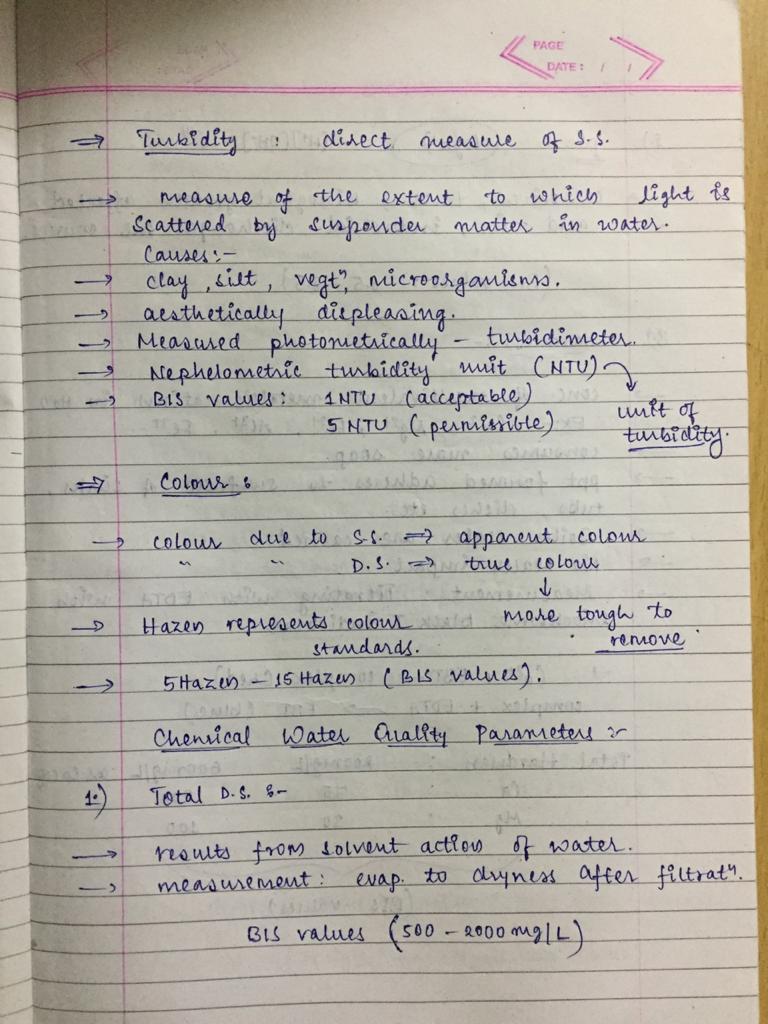 PAGE
DATE: / /
⇒ Turbidity : direct measure of S.S.
→ measure of the extent to which light is
scattered by susponder matter in water.
Causes:-
→ clay, silt, vegtⁿ, microorganisms.
→ aesthetically displeasing.
→ Measured photometrically - turbidimeter.
→ Nephelometric turbidity unit (NTU)
→ BIS values : 1 NTU (acceptable)
5 NTU (permissible)
unit of
turbidity.
⇒ Colour :
→ colour due to S.S. ⇒ apparent colour
" " D.S. ⇒ true colour
↓
→ Hazen represents colour
standards.
more tough to
remove.
→ 5 Hazen - 15 Hazen (BIS values).
Chemical Water Quality Parameters :-
1.) Total D.S. :-
→ results from solvent action of water.
→ measurement : evap. to dryness after filtratⁿ.
BIS values (500 - 2000 mg/L)